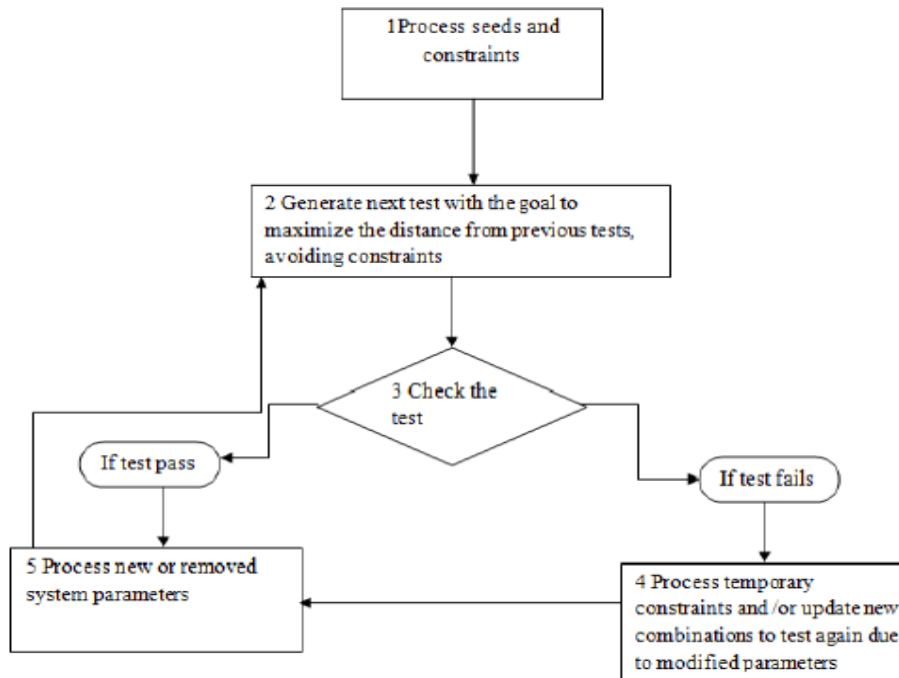 1Process seeds and
constraints
2 Generate next test with the goal to
maximize the distance from previous tests,
avoiding constraints
3 Check the
test
If test pass
If test fails
5 Process new or removed
system parameters
4 Process temporary
constraints and /or update new
combinations to test again due
to modified parameters